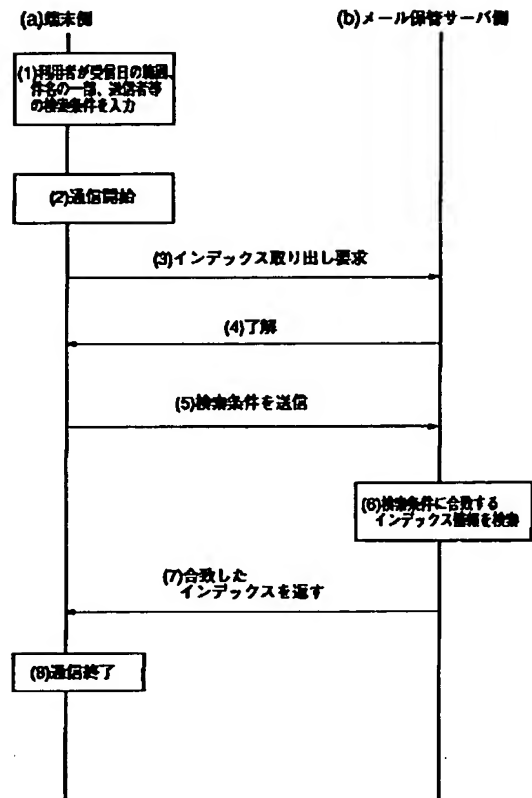 (a)端末側
(b)メール保管サーバ側
(1)利用者が受信日の範囲、
件名の一部、送信者等
の検索条件を入力
(2)通信開始
(3)インデックス取り出し要求
(4)了解
(5)検索条件を送信
(6)検索条件に合致する
インデックス情報を検索
(7)合致した
インデックスを返す
(8)通信終了